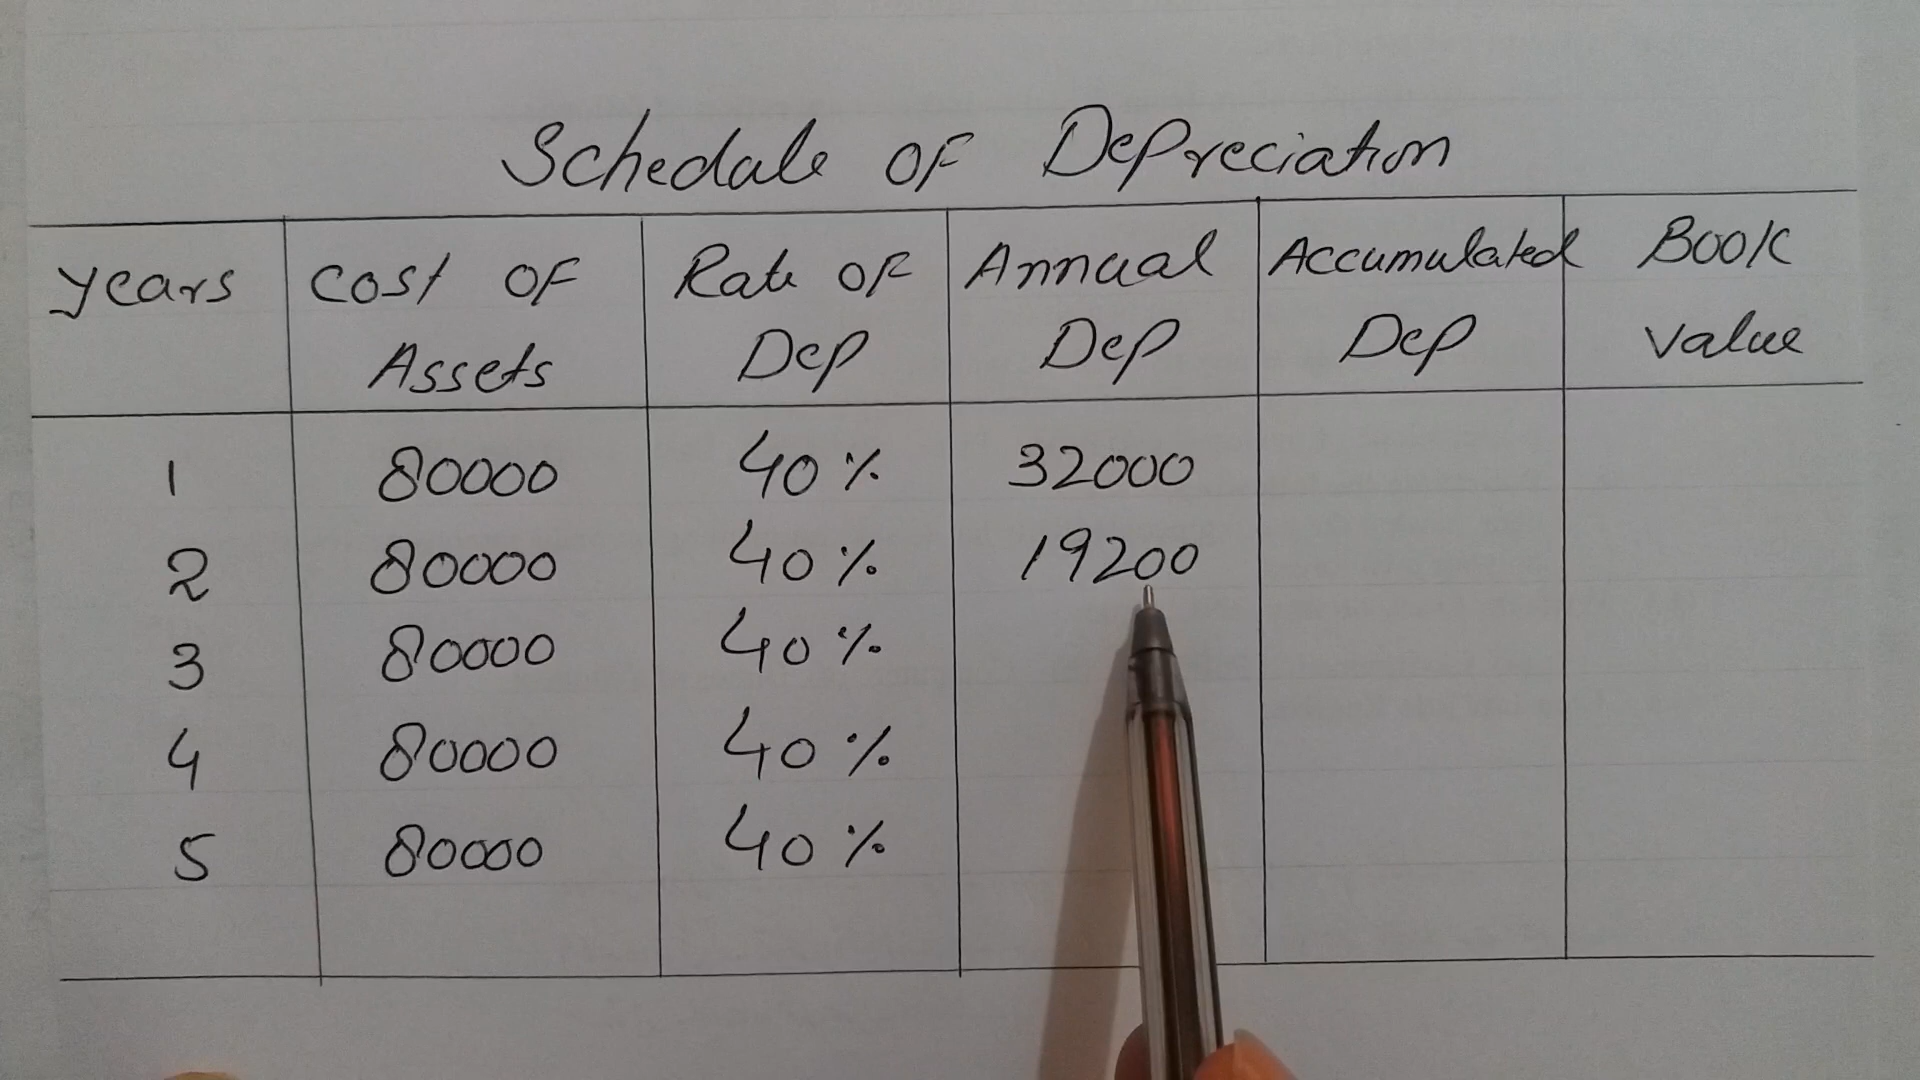 Schedule OF Depreciation
Years Cost OF Assets Rate OF Dep Annual Dep Accumulated Dep Book Value
1 80000 40% 32000
2 80000 40% 19200
3 80000 40%
4 80000 40%
5 80000 40%